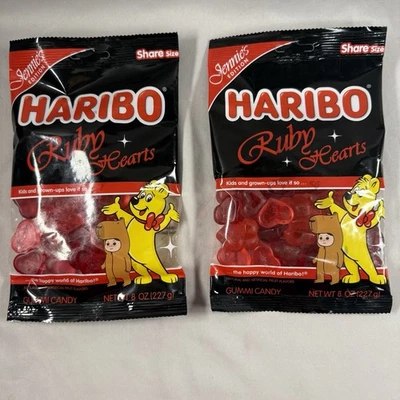 Jennie's
EDITION
Share Size
HARIBO
Ruby
Hearts
Kids and grown-ups love it so ...
the happy world of Haribo!
GUMMI CANDY
NET WT. 8 OZ (227g)
Jennie's
EDITION
Share Size
HARIBO
Ruby
Hearts
Kids and grown-ups love it so ...
the happy world of Haribo!
GUMMI CANDY
NET WT. 8 OZ (227g)